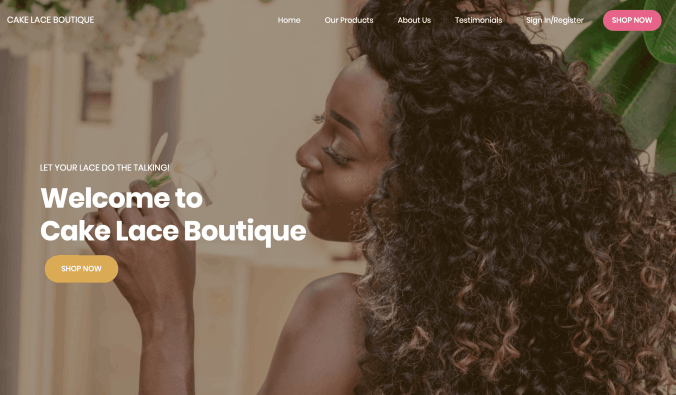 CAKE LACE BOUTIQUE
Home
Our Products
About Us
Testimonials
Sign In/Register
SHOP NOW
LET YOUR LACE DO THE TALKING!
Welcome to
Cake Lace Boutique
SHOP NOW